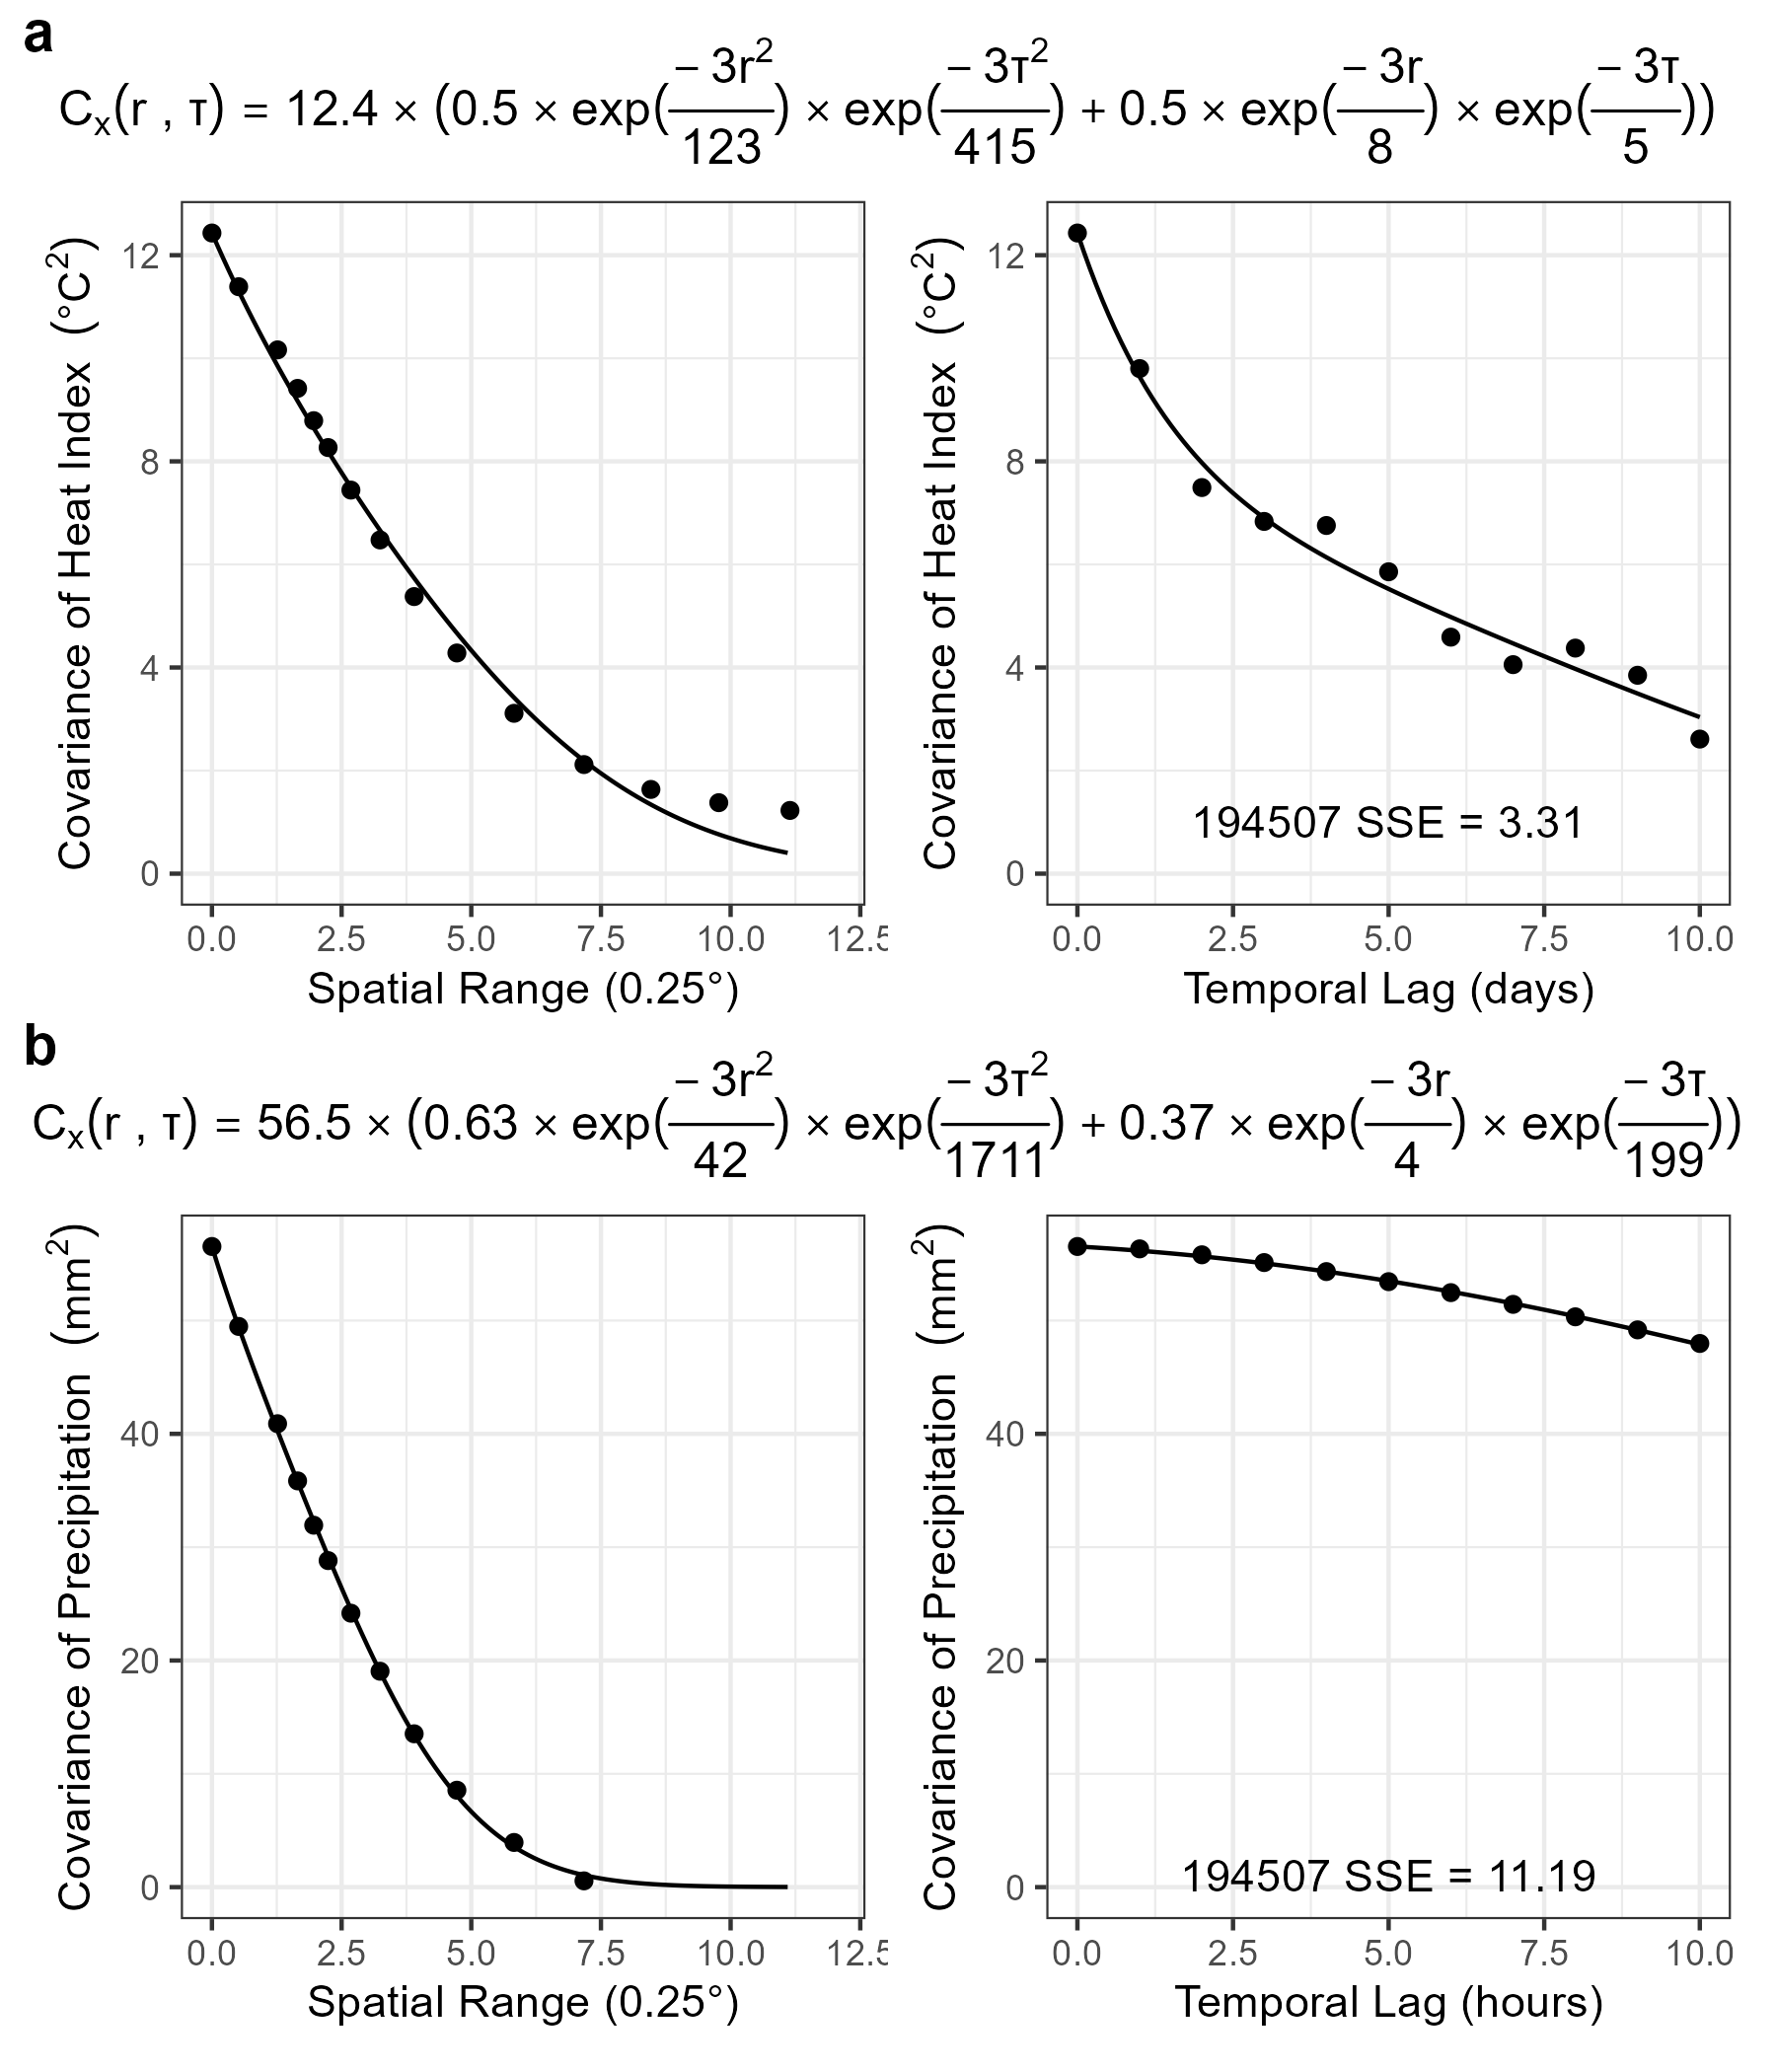 a
Cₓ(r , τ) = 12.4 × (0.5 × exp(− 3r²/123) × exp(− 3τ²/415) + 0.5 × exp(− 3r/8) × exp(− 3τ/5))
Covariance of Heat Index (°C²)
12
8
4
0
0.0 2.5 5.0 7.5 10.0 12.5
Spatial Range (0.25°)
Covariance of Heat Index (°C²)
12
8
4
0
194507 SSE = 3.31
0.0 2.5 5.0 7.5 10.0
Temporal Lag (days)
b
Cₓ(r , τ) = 56.5 × (0.63 × exp(− 3r²/42) × exp(− 3τ²/1711) + 0.37 × exp(− 3r/4) × exp(− 3τ/199))
Covariance of Precipitation (mm²)
40
20
0
0.0 2.5 5.0 7.5 10.0 12.5
Spatial Range (0.25°)
Covariance of Precipitation (mm²)
40
20
0
194507 SSE = 11.19
0.0 2.5 5.0 7.5 10.0
Temporal Lag (hours)